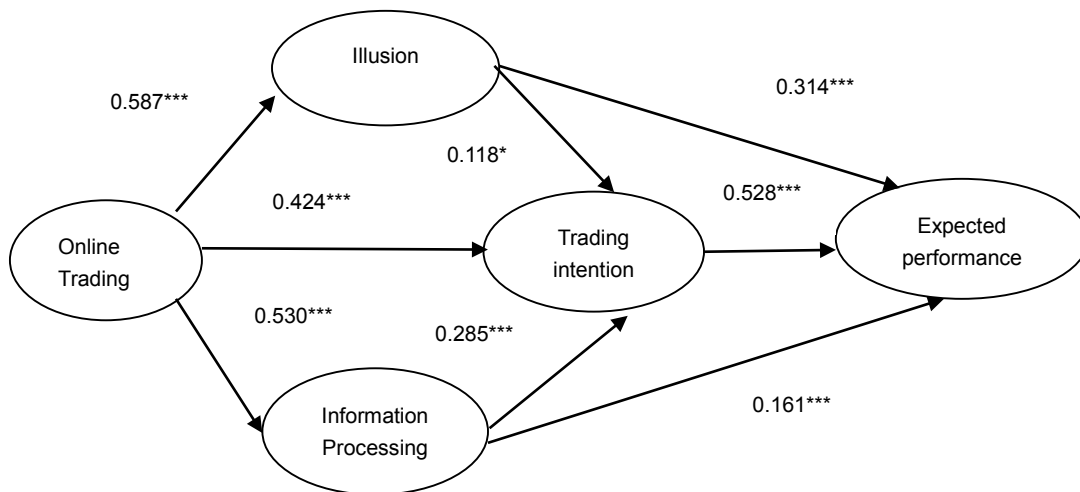 Illusion
0.587***
0.314***
0.118*
0.424***
0.528***
Online
Trading
Trading
intention
Expected
performance
0.530***
0.285***
Information
Processing
0.161***